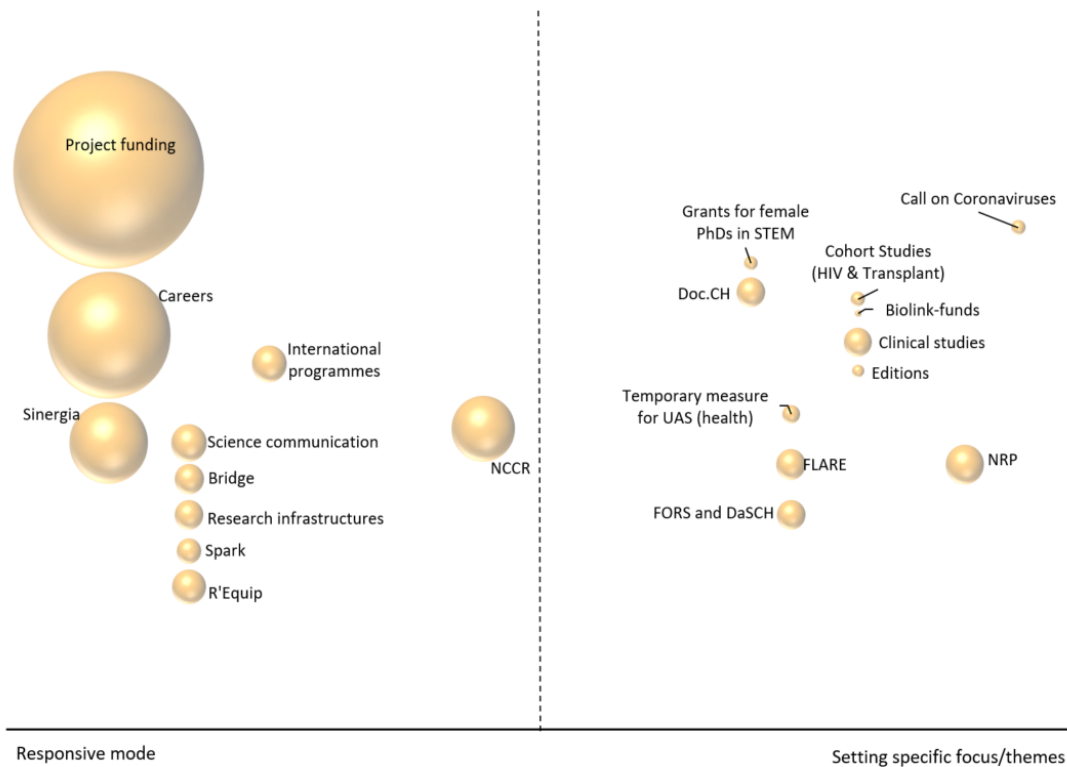 Project funding
Careers
Sinergia
International
programmes
Science communication
Bridge
Research infrastructures
Spark
R'Equip
NCCR
Grants for female
PhDs in STEM
Doc.CH
Call on Coronaviruses
Cohort Studies
(HIV & Transplant)
Biolink-funds
Clinical studies
Editions
Temporary measure
for UAS (health)
FLARE
NRP
FORS and DaSCH
Responsive mode
Setting specific focus/themes